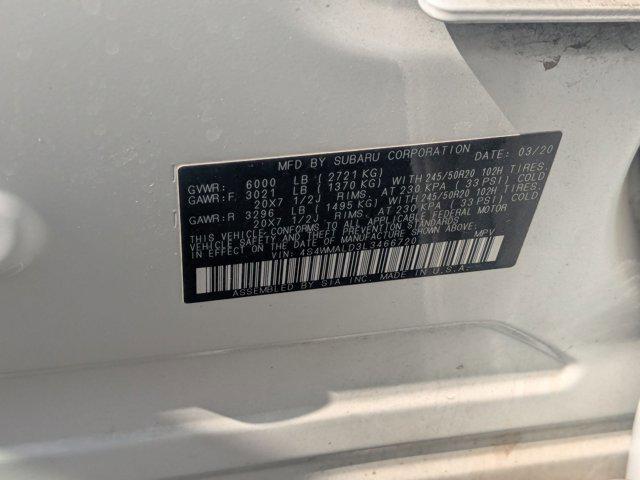 MFD BY SUBARU CORPORATION DATE: 03/20
GVWR: 6000 LB ( 2721 KG)
GAWR:F. 3021 LB ( 1370 KG) WITH 245/50R20 102H TIRES.
20X7 1/2J RIMS. AT 230 KPA 33 PSI) COLD
GAWR:R 3296 LB ( 1495 KG) WITH 245/50R20 102H TIRES.
20X7 1/2J RIMS. AT 230 KPA 33 PSI) COLD
THIS VEHICLE CONFORMS TO ALL APPLICABLE FEDERAL MOTOR
VEHICLE SAFETY AND THEFT PREVENTION STANDARDS
IN EFFECT ON THE DATE OF MANUFACTURE SHOWN ABOVE.
VIN: 4S4WMALD3L3466720 MPV
ASSEMBLED BY SIA INC. MADE IN U.S.A.